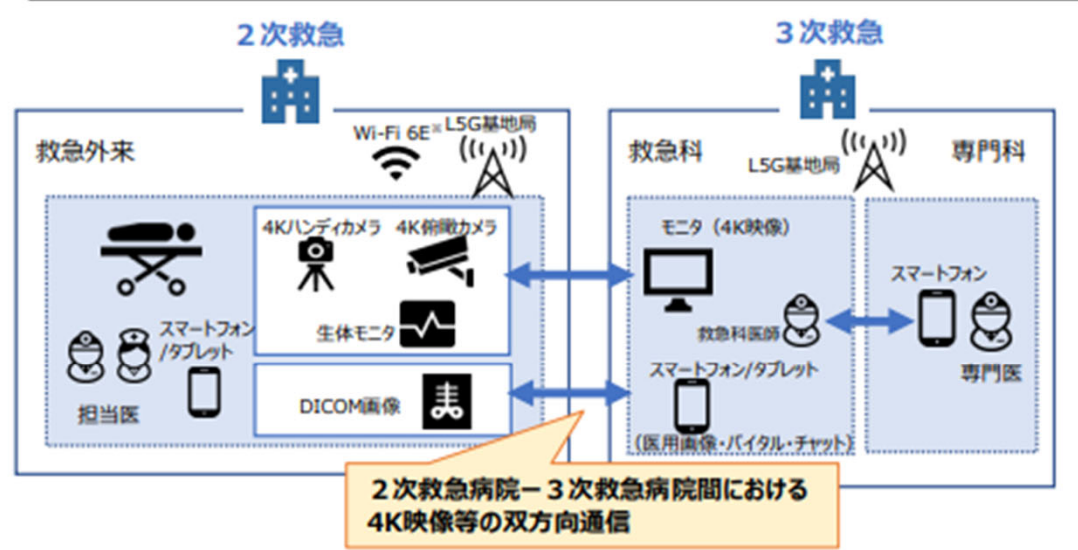 ２次救急
３次救急
救急外来
Wi-Fi 6E※
L5G基地局
4Kハンディカメラ
4K俯瞰カメラ
生体モニタ
スマートフォン
/タブレット
担当医
DICOM画像
救急科
L5G基地局
専門科
モニタ（4K映像）
救急科医師
スマートフォン/タブレット
（医用画像・バイタル・チャット）
スマートフォン
専門医
２次救急病院－３次救急病院間における
4K映像等の双方向通信